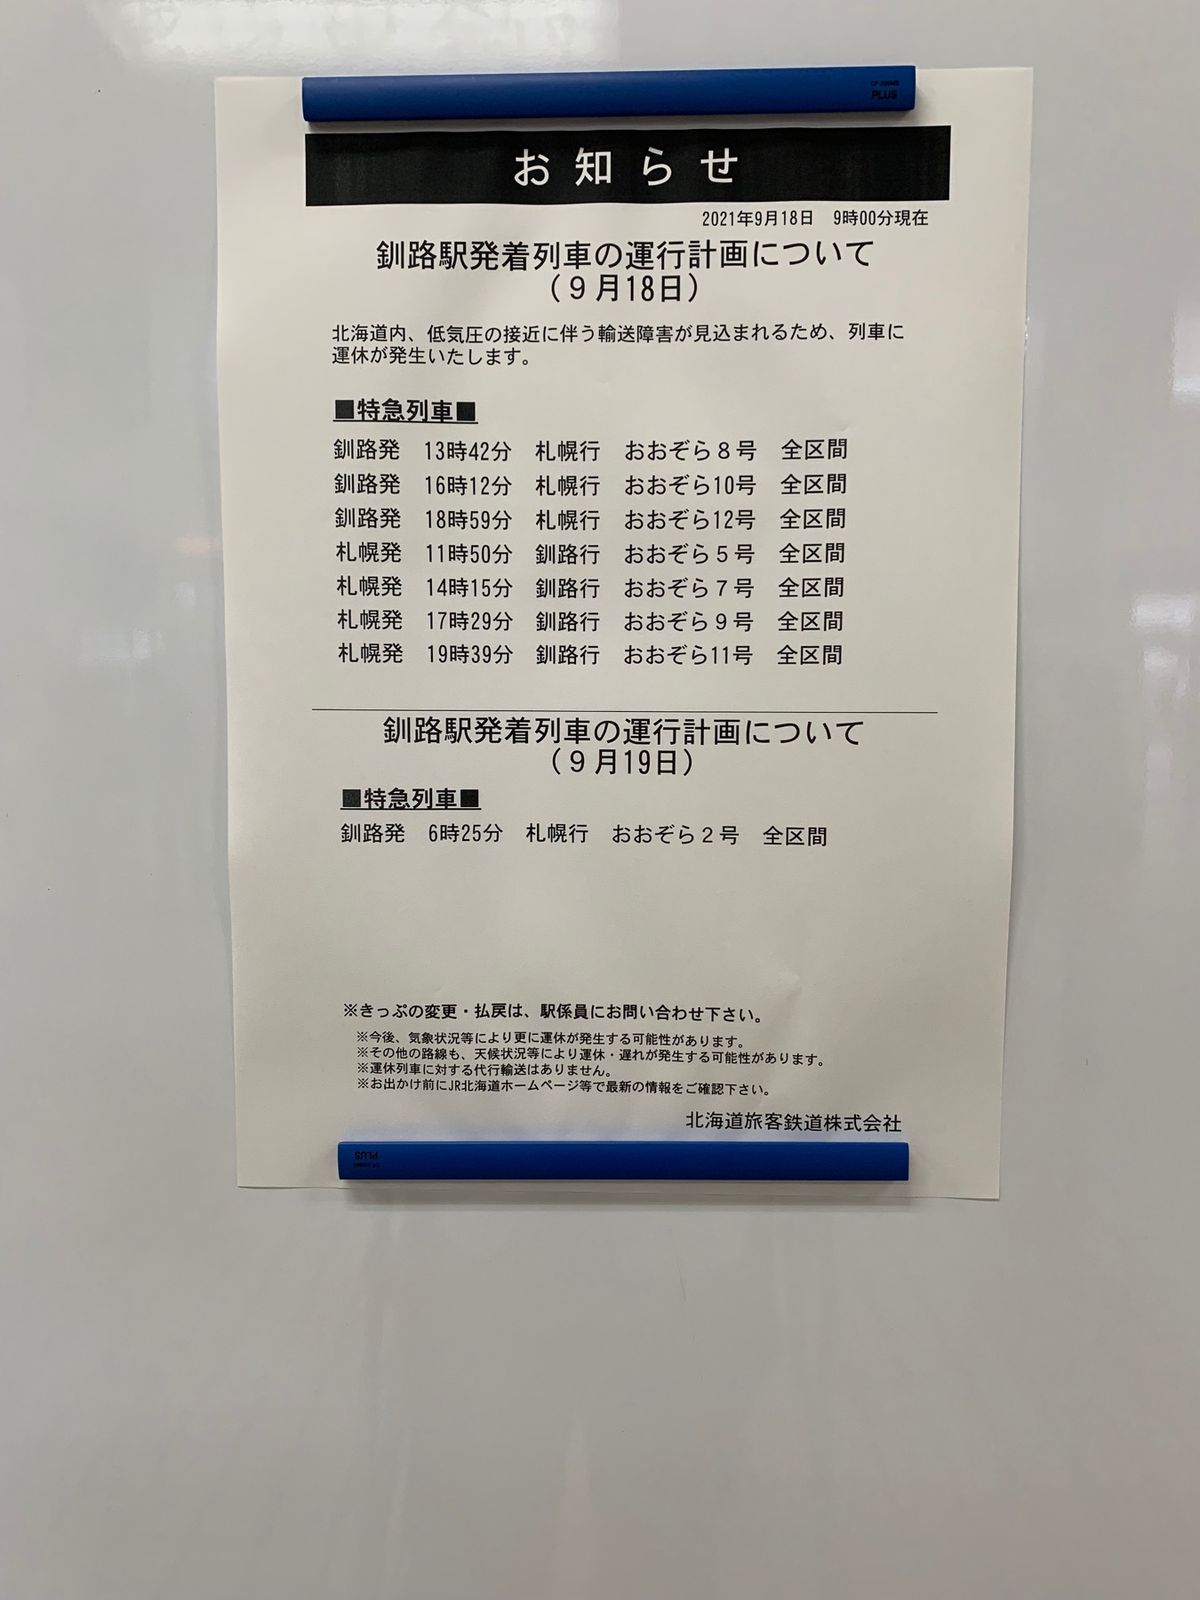 PLUS
お知らせ
2021年9月18日　9時00分現在
釧路駅発着列車の運行計画について
（９月18日）
北海道内、低気圧の接近に伴う輸送障害が見込まれるため、列車に
運休が発生いたします。
■特急列車■
釧路発　13時42分　札幌行　おおぞら８号　全区間
釧路発　16時12分　札幌行　おおぞら10号　全区間
釧路発　18時59分　札幌行　おおぞら12号　全区間
札幌発　11時50分　釧路行　おおぞら５号　全区間
札幌発　14時15分　釧路行　おおぞら７号　全区間
札幌発　17時29分　釧路行　おおぞら９号　全区間
札幌発　19時39分　釧路行　おおぞら11号　全区間
釧路駅発着列車の運行計画について
（９月19日）
■特急列車■
釧路発　6時25分　札幌行　おおぞら２号　全区間
※きっぷの変更・払戻は、駅係員にお問い合わせ下さい。
※今後、気象状況等により更に運休が発生する可能性があります。
※その他の路線も、天候状況等により運休・遅れが発生する可能性があります。
※運休列車に対する代行輸送はありません。
※お出かけ前にJR北海道ホームページ等で最新の情報をご確認下さい。
北海道旅客鉄道株式会社
PLUS